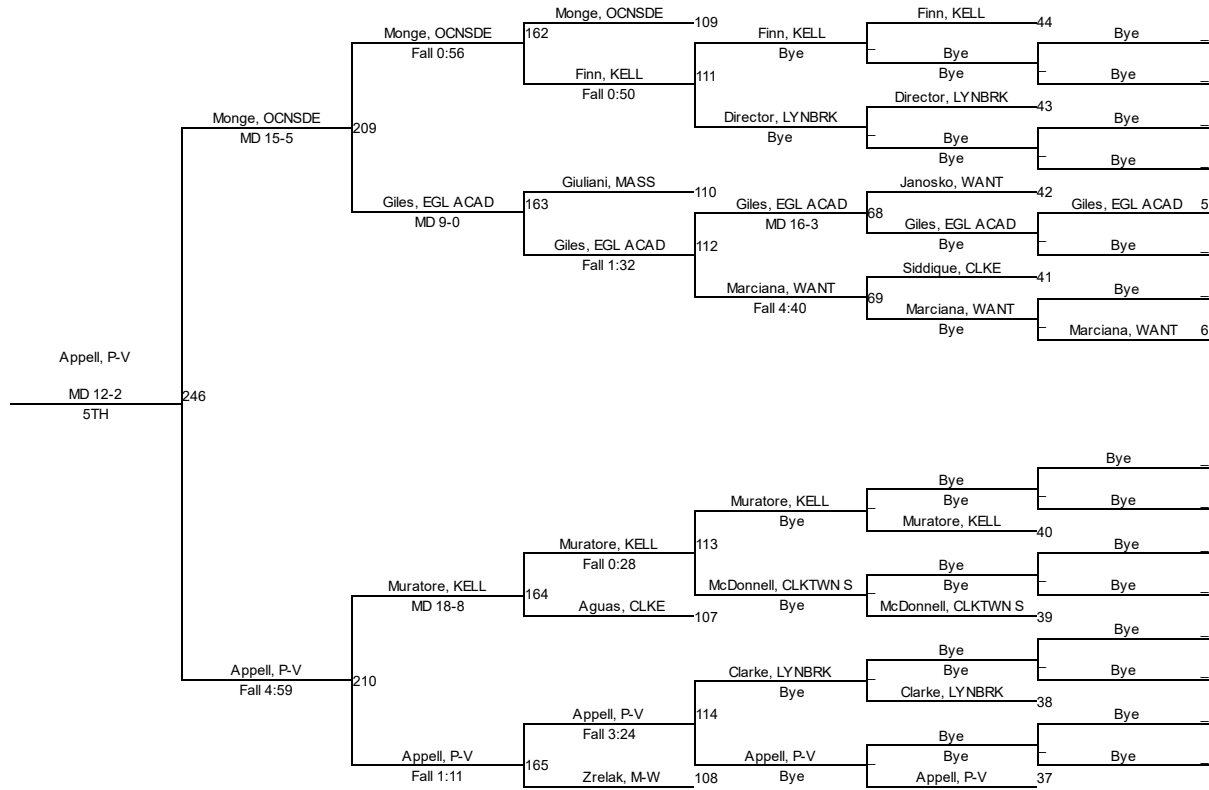 Monge, OCNSDE 109 Finn, KELL 44
Monge, OCNSDE 162 Finn, KELL Bye _
Fall 0:56 Bye _ Bye
Finn, KELL 111 Bye _ Bye _
Fall 0:50 Director, LYNBRK 43
Monge, OCNSDE 209 Director, LYNBRK Bye _
MD 15-5 Bye _ Bye
Bye _ Bye _
Giuliani, MASS 110 Janosko, WANT 42
Giles, EGL ACAD 163 Giles, EGL ACAD 68 Giles, EGL ACAD 5
MD 9-0 MD 16-3 Giles, EGL ACAD
Giles, EGL ACAD 112 Bye _ Bye _
Fall 1:32 Siddique, CLKE 41
Marciana, WANT 69 Bye _
Fall 4:40 Marciana, WANT
Bye _ Marciana, WANT 6
Appell, P-V
MD 12-2 246
5TH
Bye _
Bye
Muratore, KELL _ Bye _ Bye _
Bye Muratore, KELL 40
Muratore, KELL 113 Bye _
Fall 0:28 Bye
Muratore, KELL 164 McDonnell, CLKTWN S _ Bye _ Bye _
MD 18-8 Aguas, CLKE 107 Bye McDonnell, CLKTWN S 39
Bye _
Bye
Appell, P-V 210 Clarke, LYNBRK _ Bye _ Bye _
Fall 4:59 Bye Clarke, LYNBRK 38
Appell, P-V 114 Bye _
Fall 3:24 Bye
Appell, P-V 165 Appell, P-V _ Bye _ Bye _
Fall 1:11 Zrelak, M-W 108 Bye Appell, P-V 37